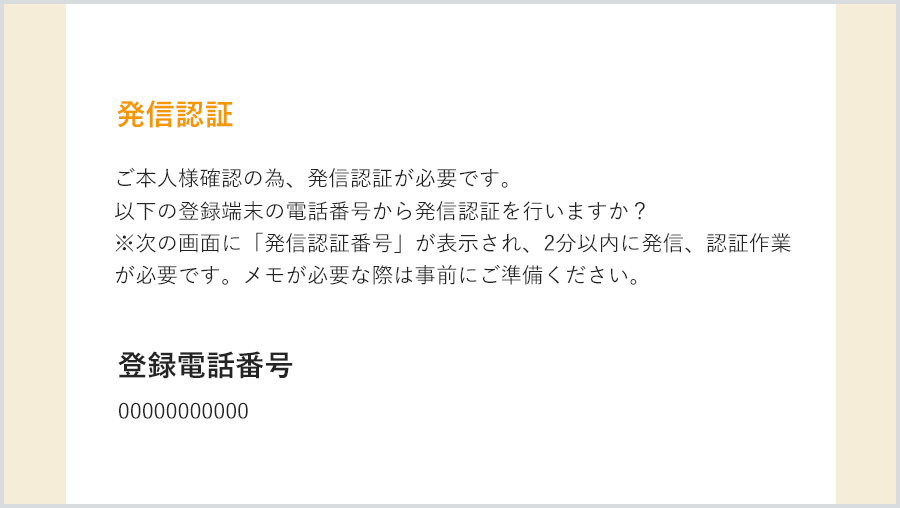 発信認証
ご本人様確認の為、発信認証が必要です。
以下の登録端末の電話番号から発信認証を行いますか？
※次の画面に「発信認証番号」が表示され、2分以内に発信、認証作業
が必要です。メモが必要な際は事前にご準備ください。
登録電話番号
00000000000